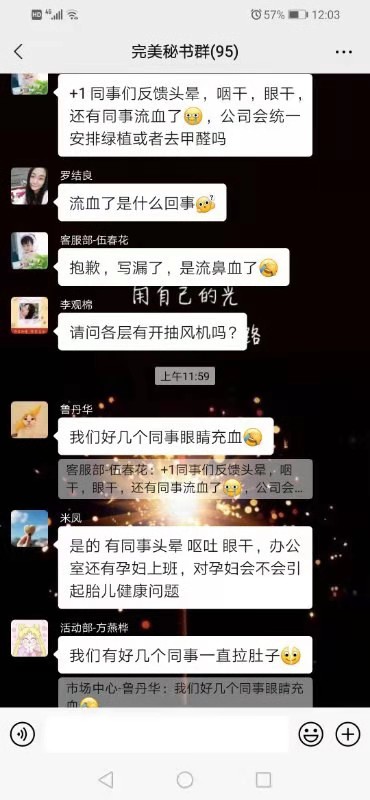 HD 4G 57% 12:03
完美秘书群(95)
+1 同事们反馈头晕，咽干，眼干，
还有同事流血了，公司会统一
安排绿植或者去甲醛吗
罗结良
流血了是什么回事
客服部-伍春花
抱歉，写漏了，是流鼻血了
用自己的光
李观棉
请问各层有开抽风机吗？
路
上午11:59
鲁丹华
我们好几个同事眼睛充血
客服部-伍春花：+1同事们反馈头晕，咽
干，眼干，还有同事流血了，公司会...
米凤
是的 有同事头晕 呕吐 眼干，办公
室还有孕妇上班，对孕妇会不会引
起胎儿健康问题
活动部-方燕桦
我们有好几个同事一直拉肚子
市场中心-鲁丹华：我们好几个同事眼睛充
血